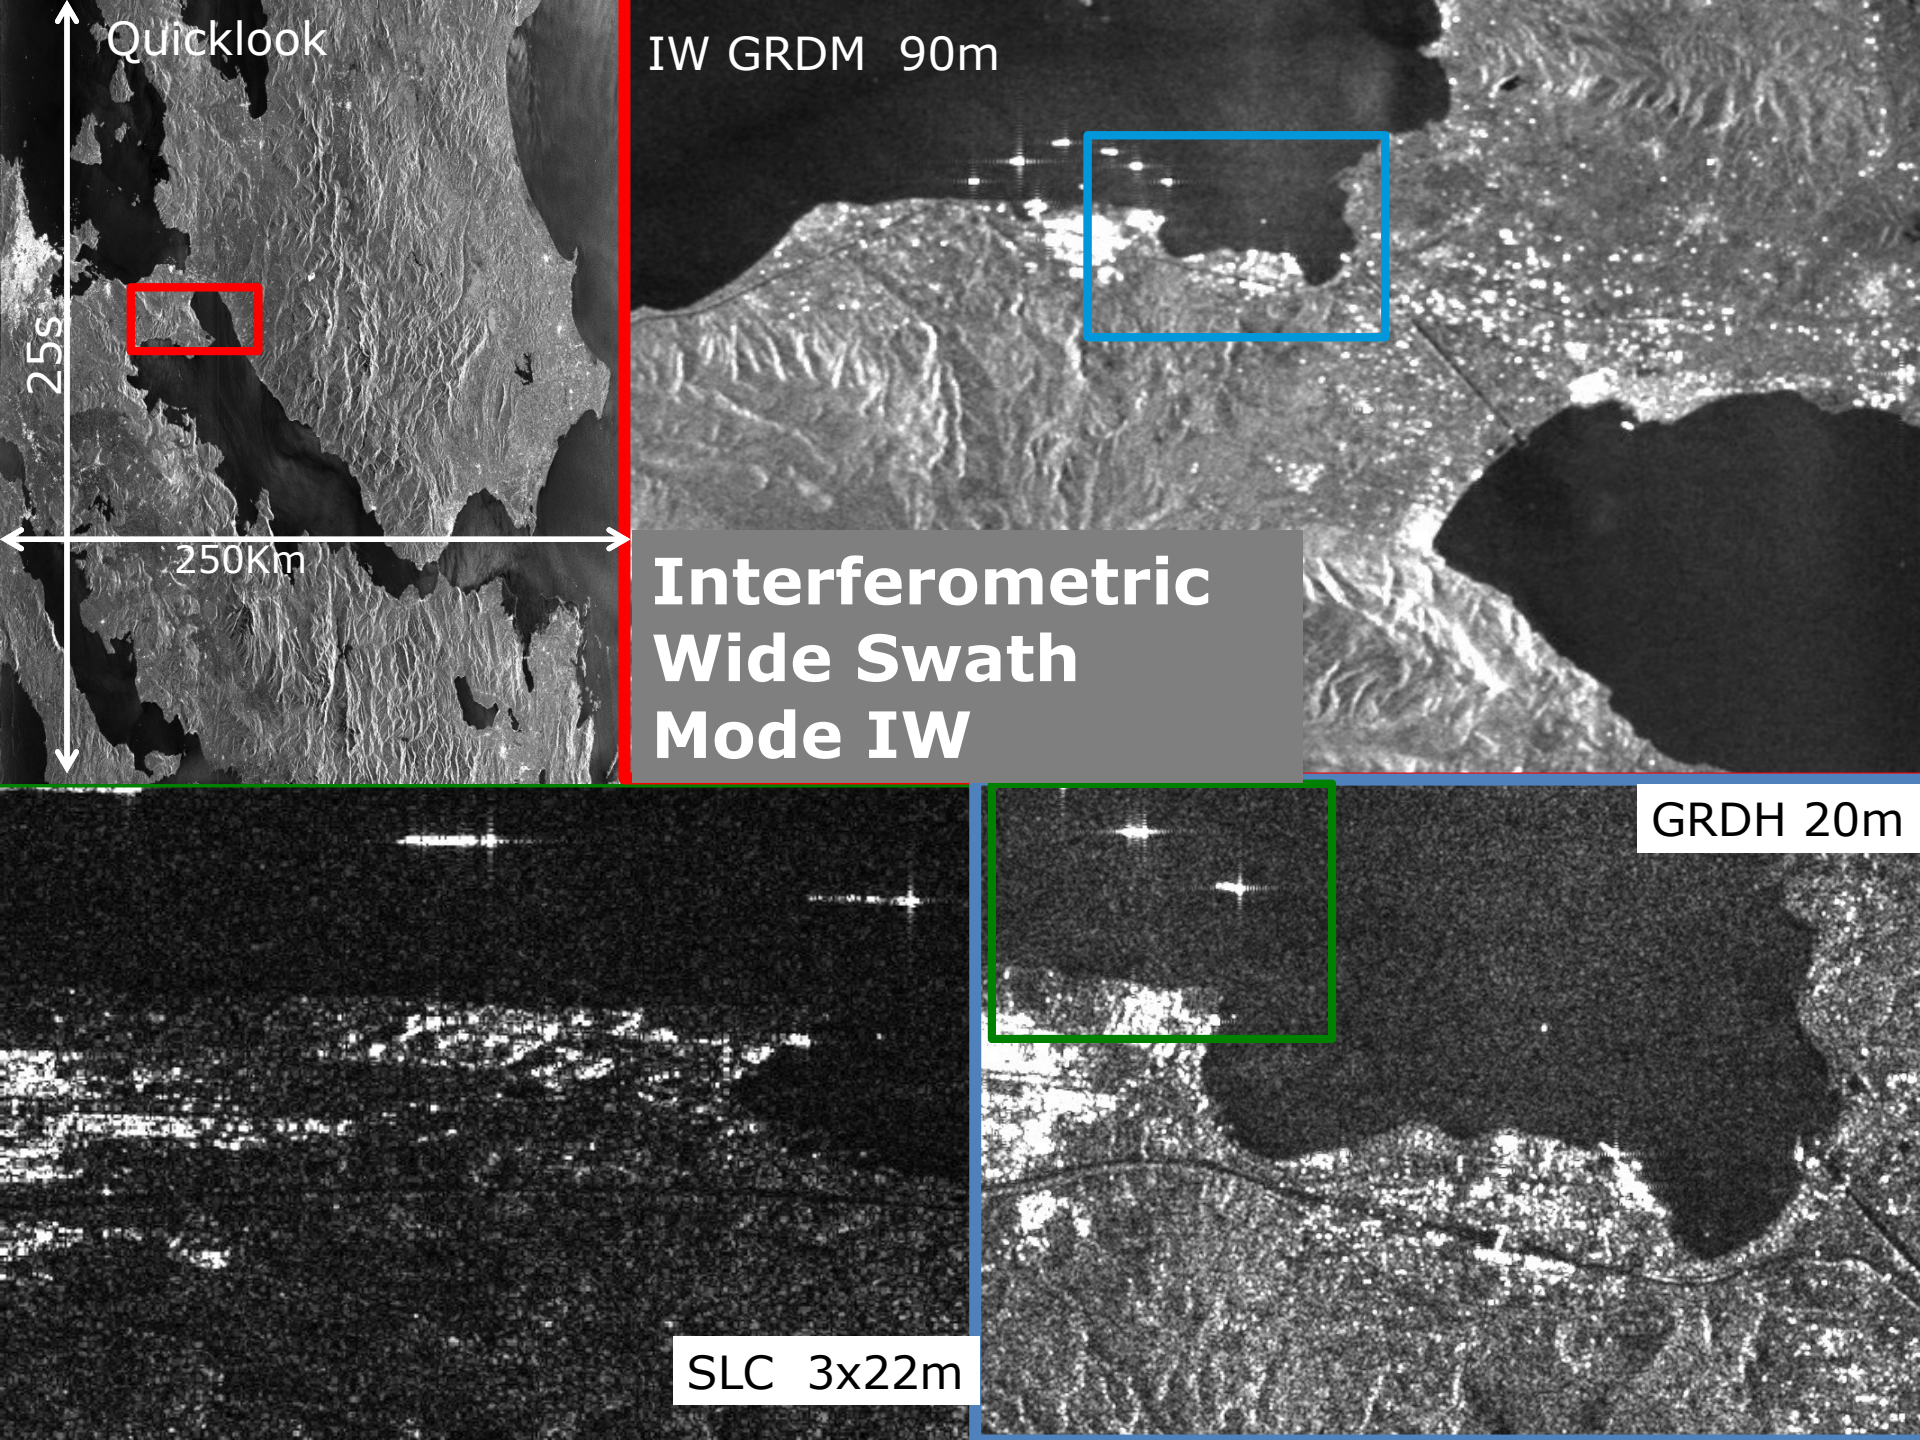 Quicklook
IW GRDM 90m
25s
250Km
Interferometric
Wide Swath
Mode IW
GRDH 20m
SLC 3x22m